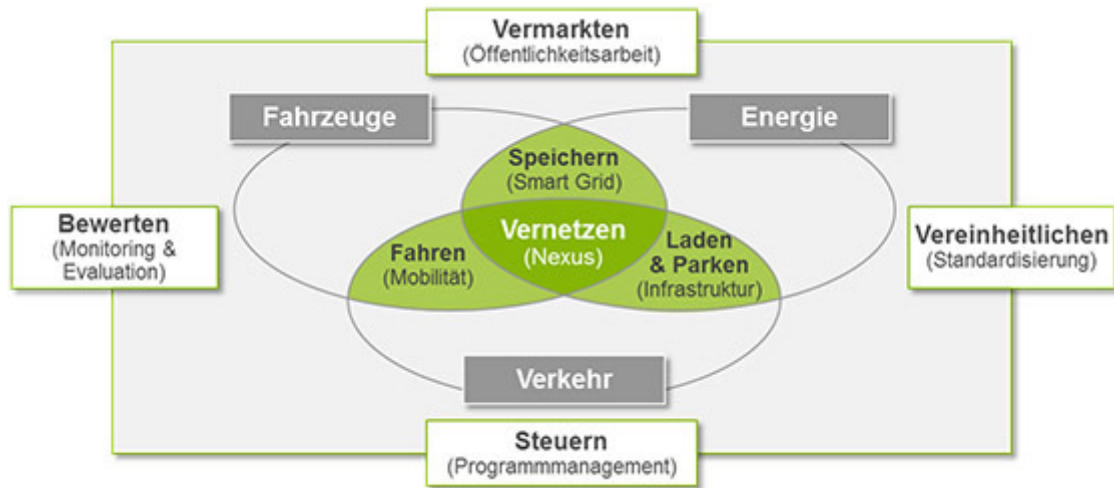 Vermarkten
(Öffentlichkeitsarbeit)
Fahrzeuge
Energie
Speichern
(Smart Grid)
Bewerten
(Monitoring &
Evaluation)
Fahren
(Mobilität)
Vernetzen
(Nexus)
Laden
& Parken
(Infrastruktur)
Vereinheitlichen
(Standardisierung)
Verkehr
Steuern
(Programmmanagement)